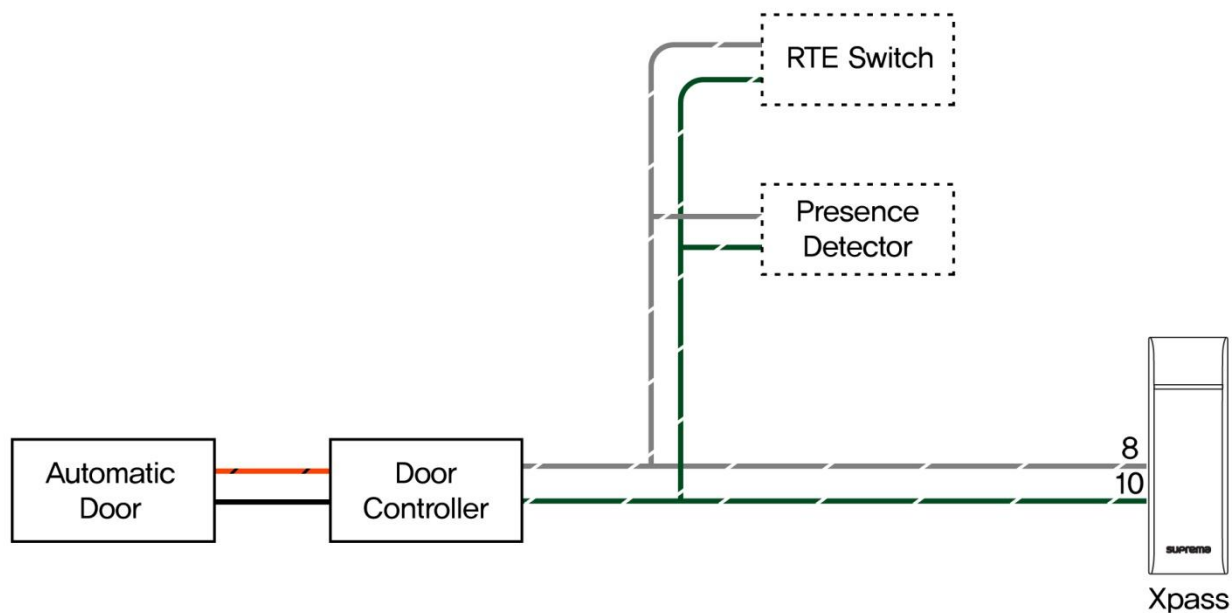 RTE Switch
Presence
Detector
Automatic
Door
Door
Controller
8
10
suprema
Xpass